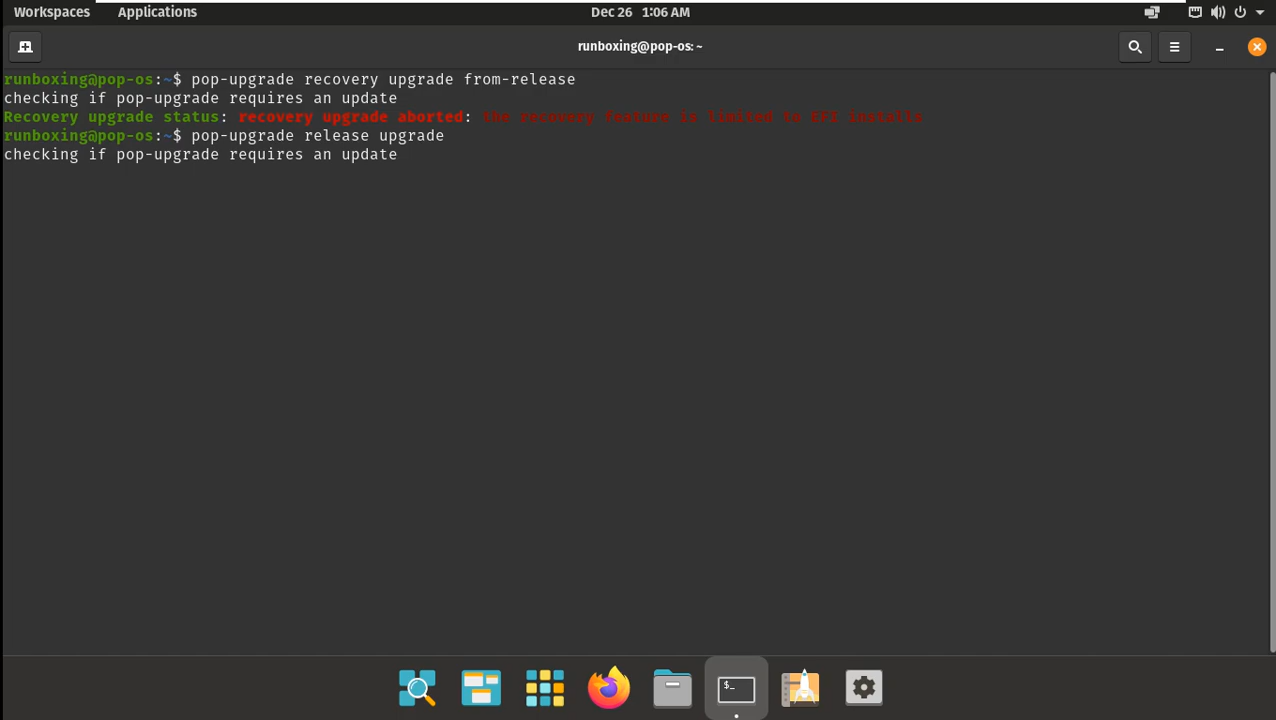 Workspaces Applications Dec 26 1:06 AM
runboxing@pop-os: ~
runboxing@pop-os:~$ pop-upgrade recovery upgrade from-release
checking if pop-upgrade requires an update
Recovery upgrade status: recovery upgrade aborted: the recovery feature is limited to EFI installs
runboxing@pop-os:~$ pop-upgrade release upgrade
checking if pop-upgrade requires an update
$_